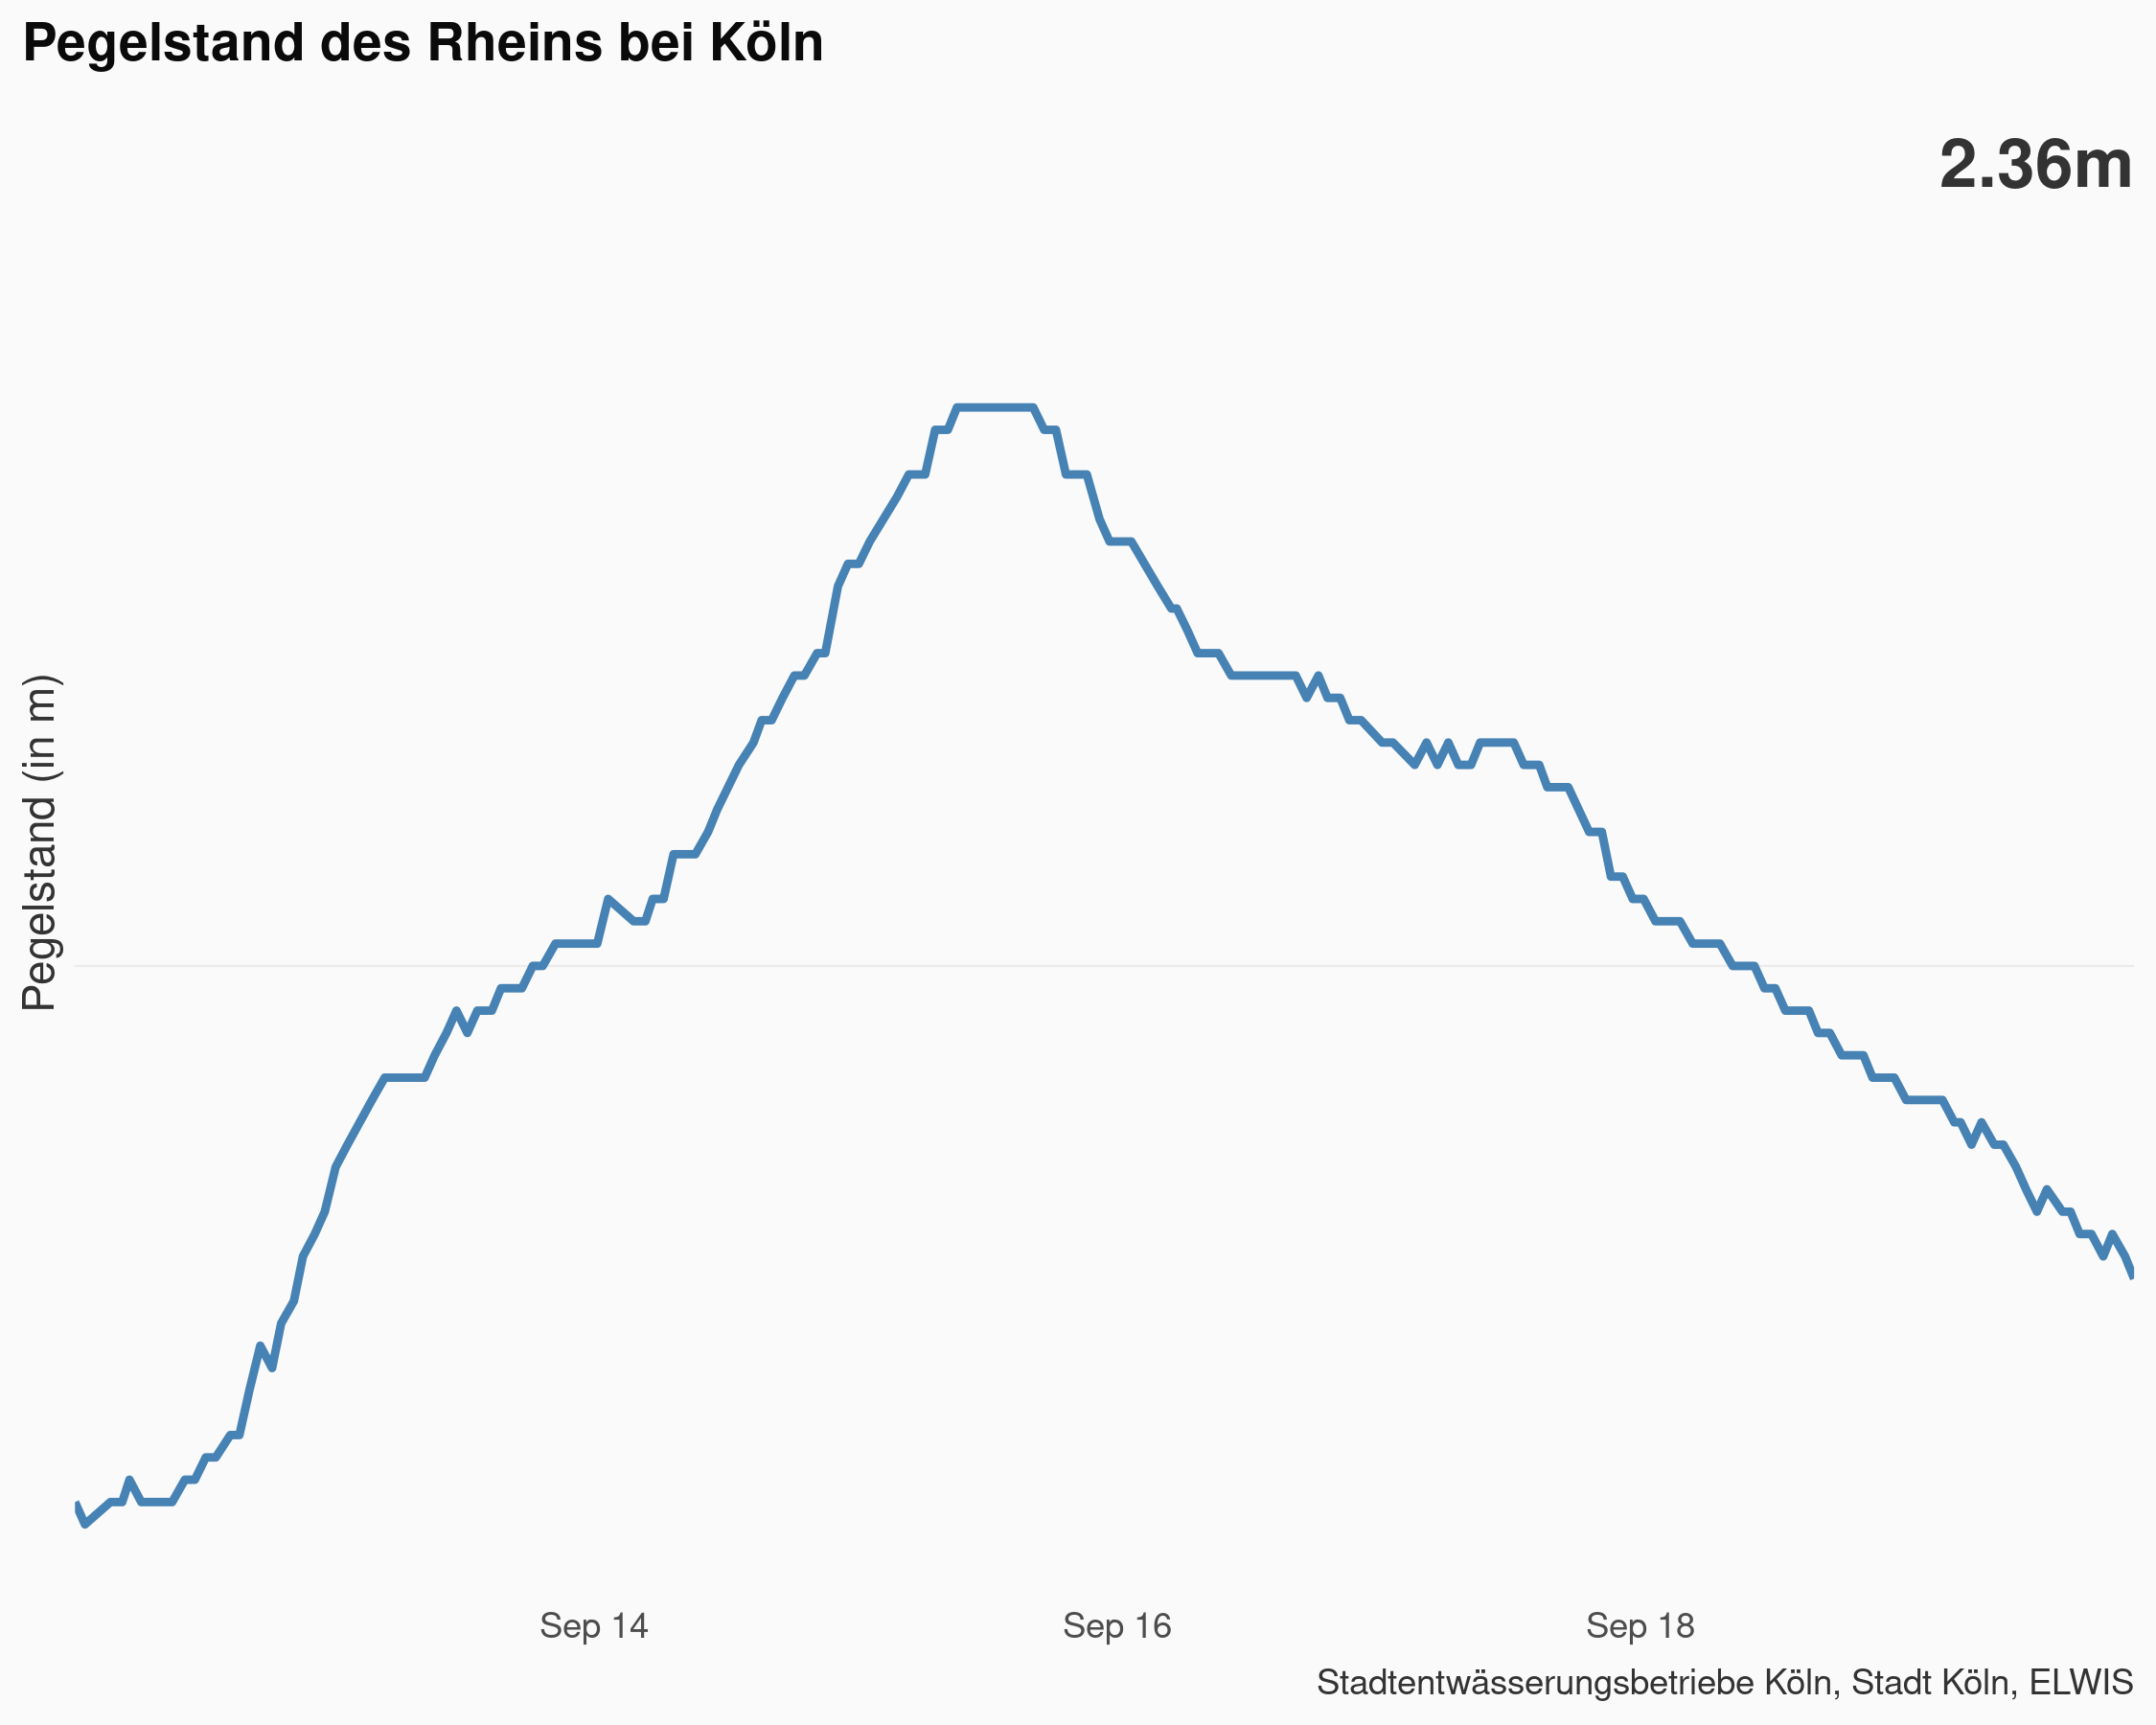 Pegelstand des Rheins bei Köln
2.36m
Pegelstand (in m)
Sep 14
Sep 16
Sep 18
Stadtentwässerungsbetriebe Köln, Stadt Köln, ELWIS